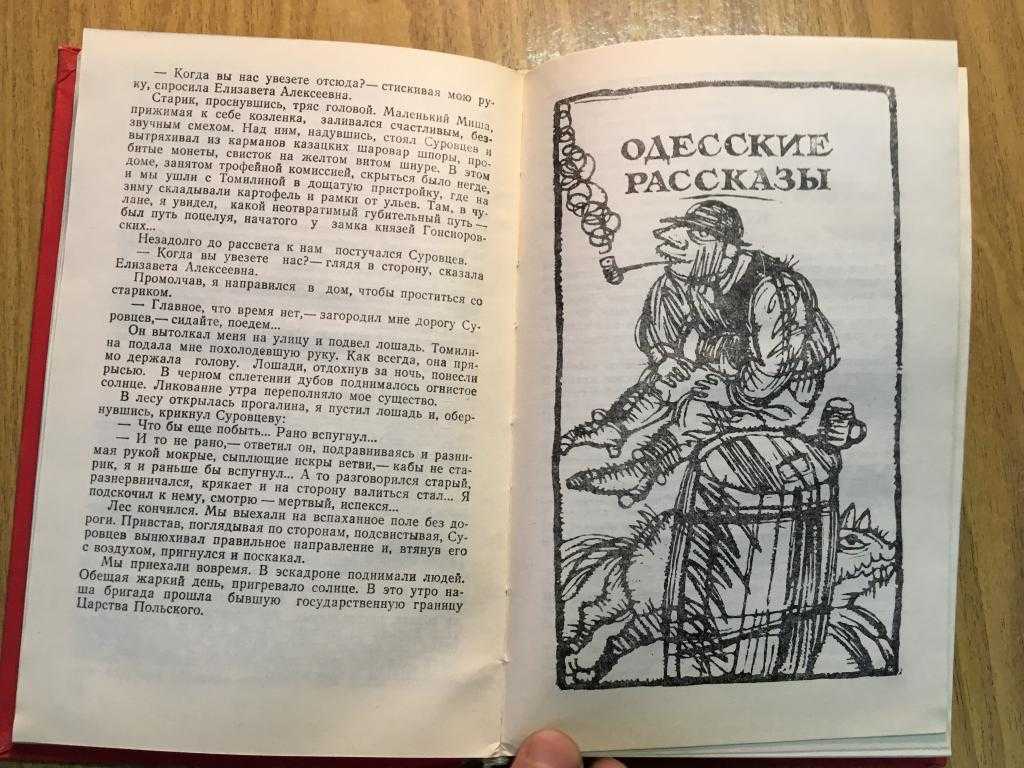 — Когда вы нас увезете отсюда?— стискивая мою ру-
ку, спросила Елизавета Алексеевна.
Старик, проснувшись, тряс головой. Маленький Миша,
прижимая к себе козленка, заливался счастливым, без-
звучным смехом. Над ним, надувшись, стоял Суровцев и
вытряхивал из карманов казацких шаровар шпоры, про-
битые монеты, свисток на желтом витом шнуре. В этом
доме, занятом трофейной комиссией, скрыться было негде,
и мы ушли с Томилиной в дощатую пристройку, где на
зиму складывали картофель и рамки от ульев. Там, в чу-
лане, я увидел, какой неотвратимый губительный путь —
был путь поцелуя, начатого у замка князей Гонсиоров-
ских...
Незадолго до рассвета к нам постучался Суровцев.
— Когда вы увезете нас?— глядя в сторону, сказала
Елизавета Алексеевна.
Промолчав, я направился в дом, чтобы проститься со
стариком.
— Главное, что время нет,— загородил мне дорогу Су-
ровцев,— сидайте, поедем...
Он вытолкал меня на улицу и подвел лошадь. Томили-
на подала мне похолодевшую руку. Как всегда, она пря-
мо держала голову. Лошади, отдохнув за ночь, понесли
рысью. В черном сплетении дубов поднималось огнистое
солнце. Ликование утра переполняло мое существо.
В лесу открылась прогалина, я пустил лошадь и, обер-
нувшись, крикнул Суровцеву:
— Что бы еще побыть... Рано вспугнул...
— И то не рано,— ответил он, подравниваясь и разни-
мая рукой мокрые, сыплющие искры ветви,— кабы не ста-
рик, я и раньше бы вспугнул... А то разговорился старый,
разнервничался, крякает и на сторону валиться стал... Я
подскочил к нему, смотрю — мертвый, испекся...
Лес кончился. Мы выехали на вспаханное поле без до-
роги. Привстав, поглядывая по сторонам, подсвистывая, Су-
ровцев вынюхивал правильное направление и, втянув его
с воздухом, пригнулся и поскакал.
Мы приехали вовремя. В эскадроне поднимали людей.
Обещая жаркий день, пригревало солнце. В это утро на-
ша бригада прошла бывшую государственную границу
Царства Польского.
ОДЕССКИЕ
РАССКАЗЫ